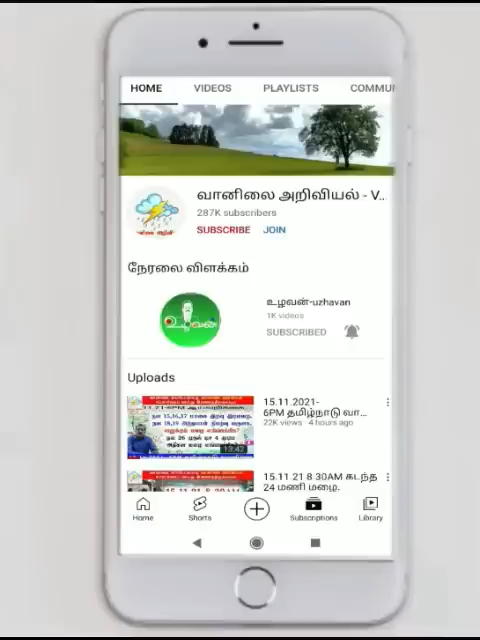 HOME VIDEOS PLAYLISTS COMMU
வானிலை அறிவியல் - V...
287K subscribers
SUBSCRIBE JOIN
நேரலை விளக்கம்
உழவன்-uzhavan
1K videos
SUBSCRIBED
Uploads
15.11.2021-
6PM தமிழ்நாடு வா...
22K views · 4 hours ago
13:42
15.11.21 8.30AM கடந்த
24 மணி மழை.
Home Shorts Subscriptions Library